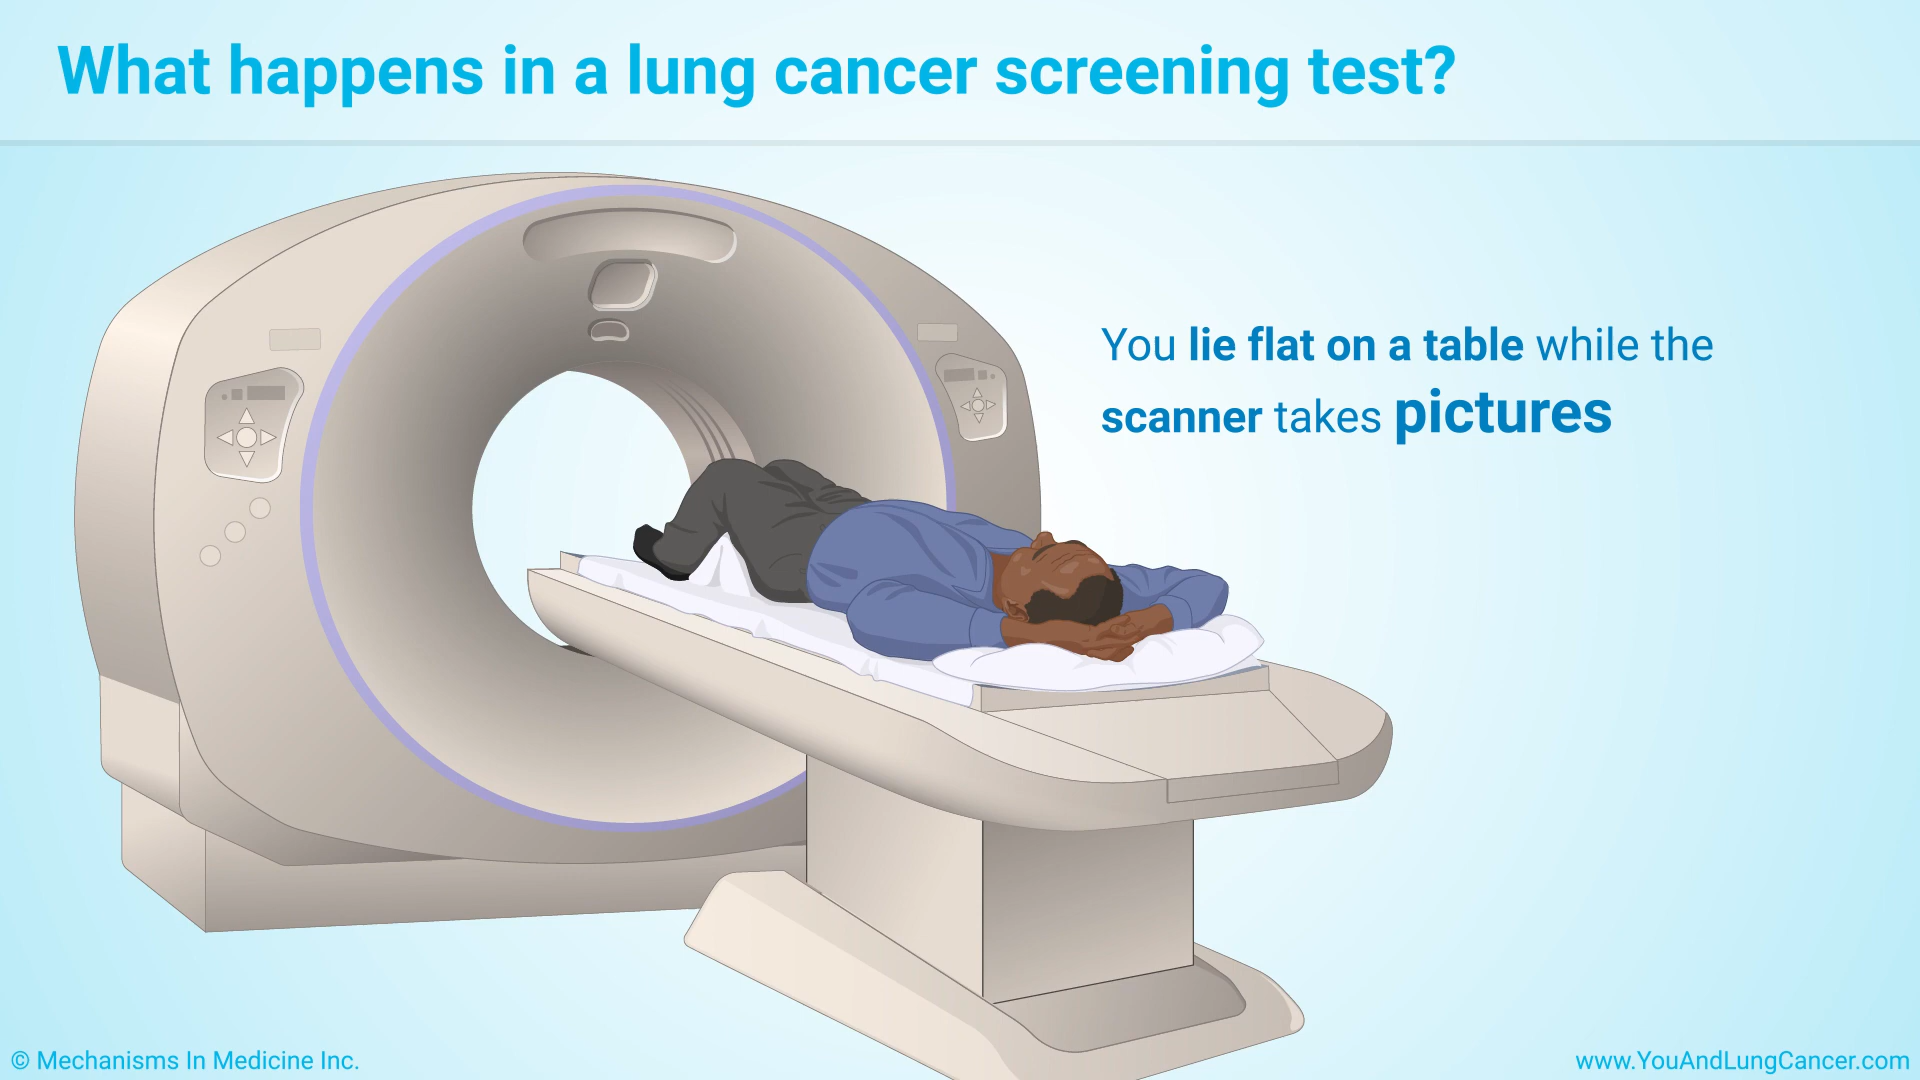 What happens in a lung cancer screening test?
You lie flat on a table while the
scanner takes pictures
© Mechanisms In Medicine Inc.
www.YouAndLungCancer.com